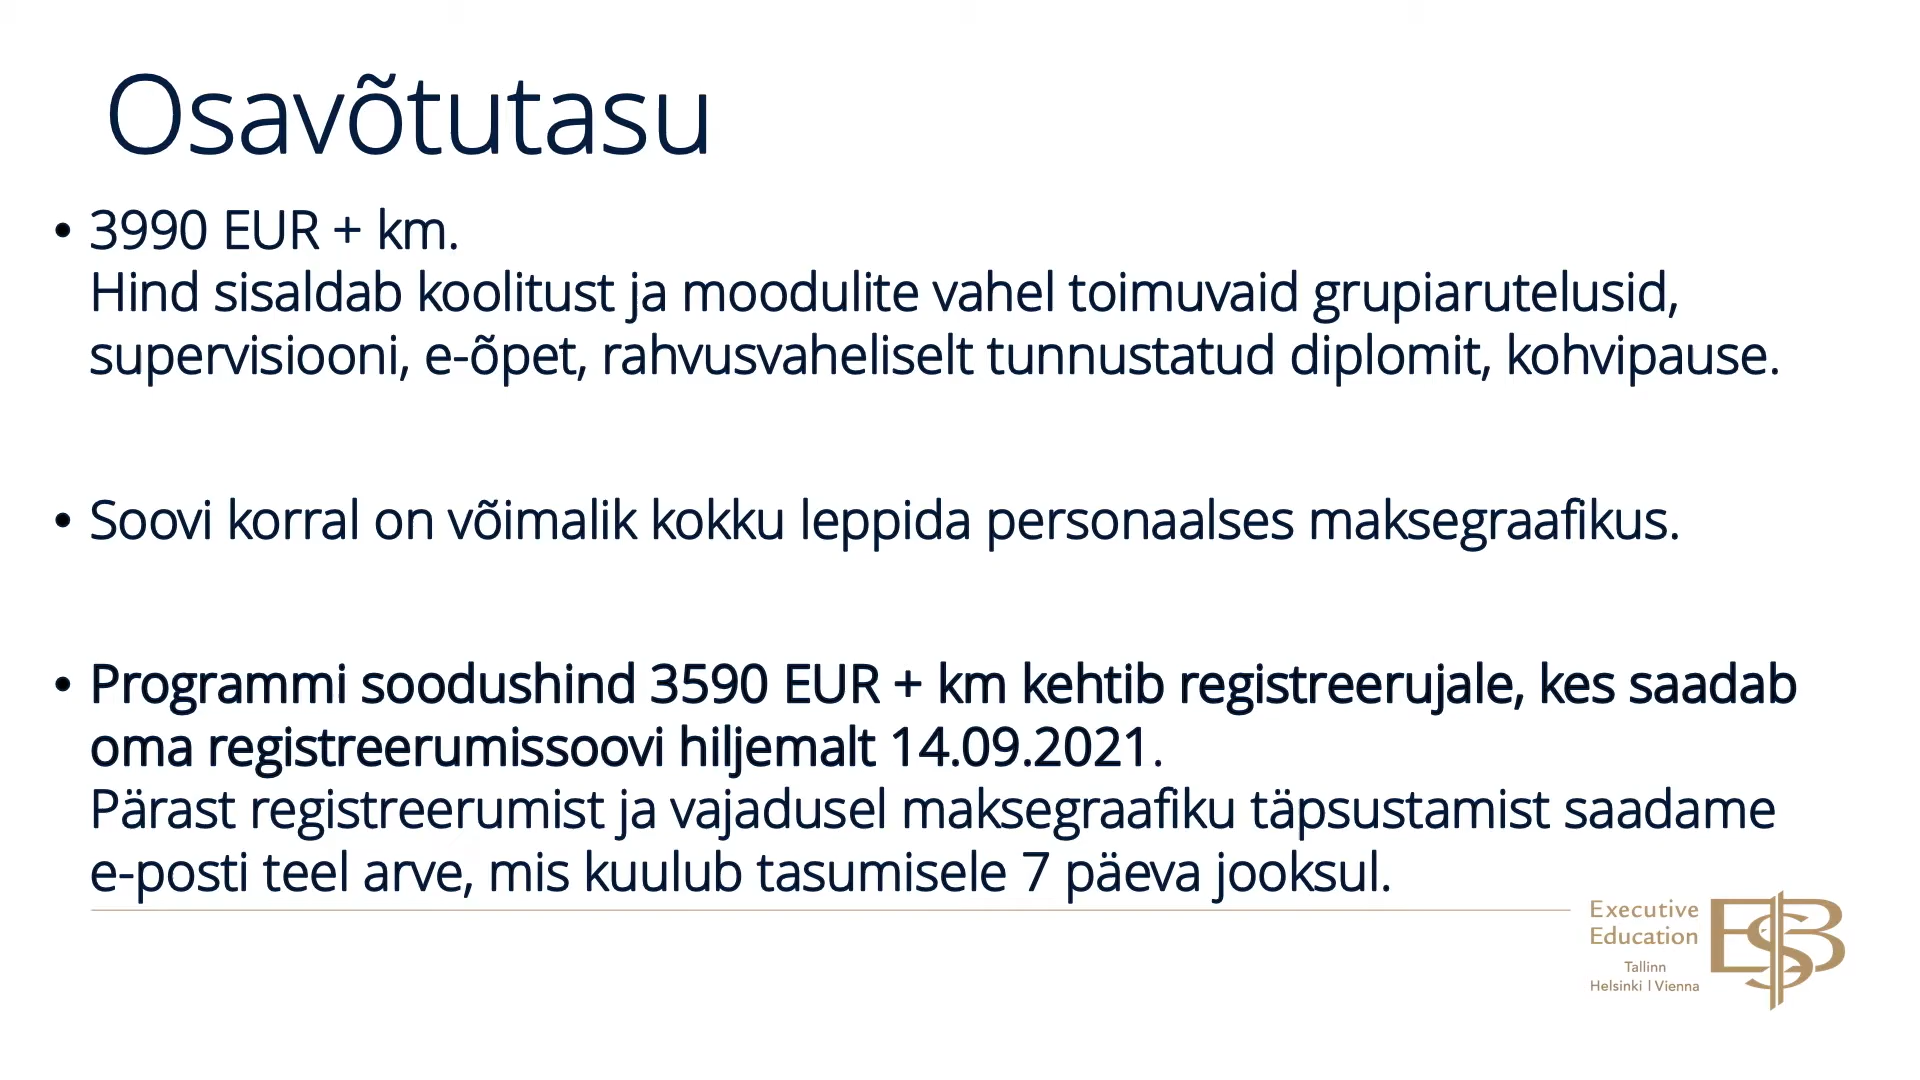 Osavõtutasu
• 3990 EUR + km.
Hind sisaldab koolitust ja moodulite vahel toimuvaid grupiarutelusid,
supervisiooni, e-õpet, rahvusvaheliselt tunnustatud diplomit, kohvipause.
• Soovi korral on võimalik kokku leppida personaalses maksegraafikus.
• Programmi soodushind 3590 EUR + km kehtib registreerujale, kes saadab
oma registreerumissoovi hiljemalt 14.09.2021.
Pärast registreerumist ja vajadusel maksegraafiku täpsustamist saadame
e-posti teel arve, mis kuulub tasumisele 7 päeva jooksul.
Executive
Education
Tallinn
Helsinki | Vienna
EBS